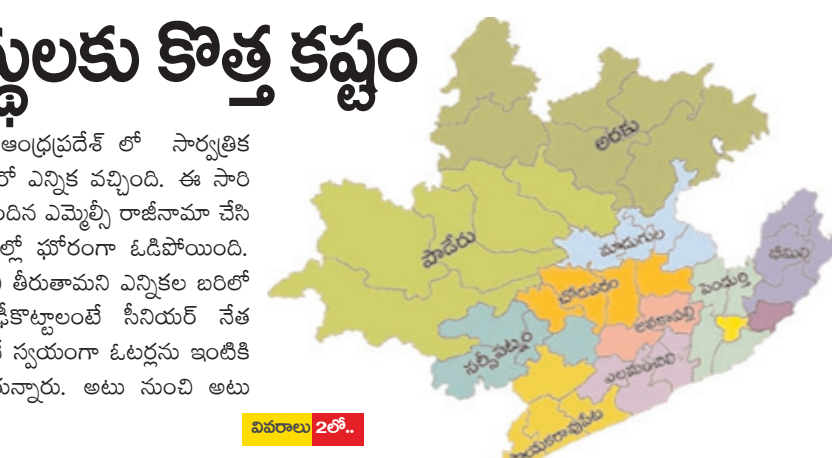 స్థులకు కొత్త కష్టం
ఆంధ్రప్రదేశ్ లో సార్వత్రిక
ఎన్నిక వచ్చింది. ఈ సారి
ఎమ్మెల్సీ రాజీనామా చేసి
ఘోరంగా ఓడిపోయింది.
తీరుతామని ఎన్నికల బరిలో
ఢీకొట్టాలంటే సీనియర్ నేత
స్వయంగా ఓటర్లను ఇంటికి
అటు నుంచి అటు
వివరాలు 2లో..
అరకు
పాడేరు
మాడుగుల
భీమిలి
చోడవరం
పెందుర్తి
అనకాపల్లి
నర్సీపట్నం
ఎలమంచిలి